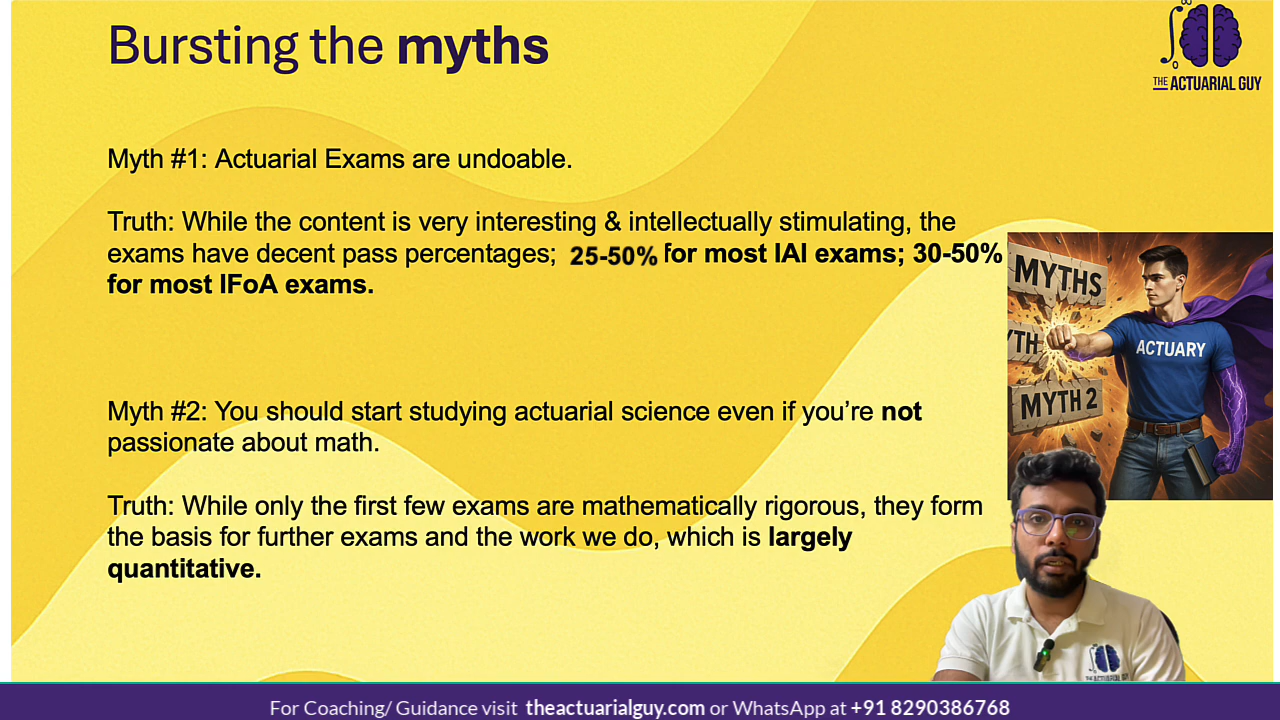 Bursting the myths
THE ACTUARIAL GUY
Myth #1: Actuarial Exams are undoable.
Truth: While the content is very interesting & intellectually stimulating, the
exams have decent pass percentages; 25-50% for most IAI exams; 30-50%
for most IFoA exams.
MYTHS
YTH
MYTH 2
ACTUARY
Myth #2: You should start studying actuarial science even if you’re not
passionate about math.
Truth: While only the first few exams are mathematically rigorous, they form
the basis for further exams and the work we do, which is largely
quantitative.
THE ACTUARIAL GUY
For Coaching/ Guidance visit theactuarialguy.com or WhatsApp at +91 8290386768